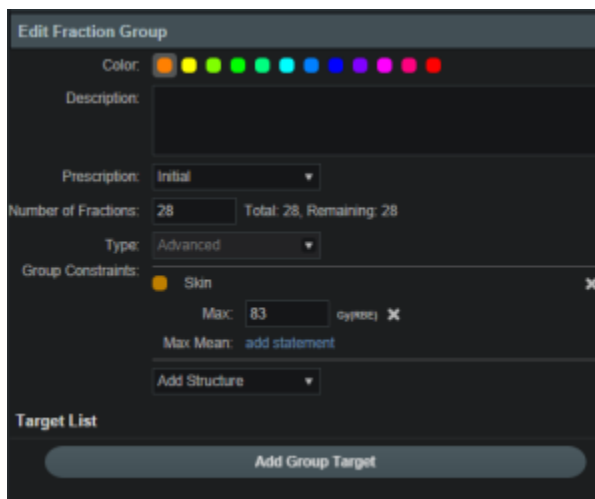 Edit Fraction Group
Color:
Description:
Prescription: Initial
Number of Fractions: 28 Total: 28, Remaining: 28
Type: Advanced
Group Constraints:
Skin
Max: 83 Gy(RBE)
Max Mean: add statement
Add Structure
Target List
Add Group Target